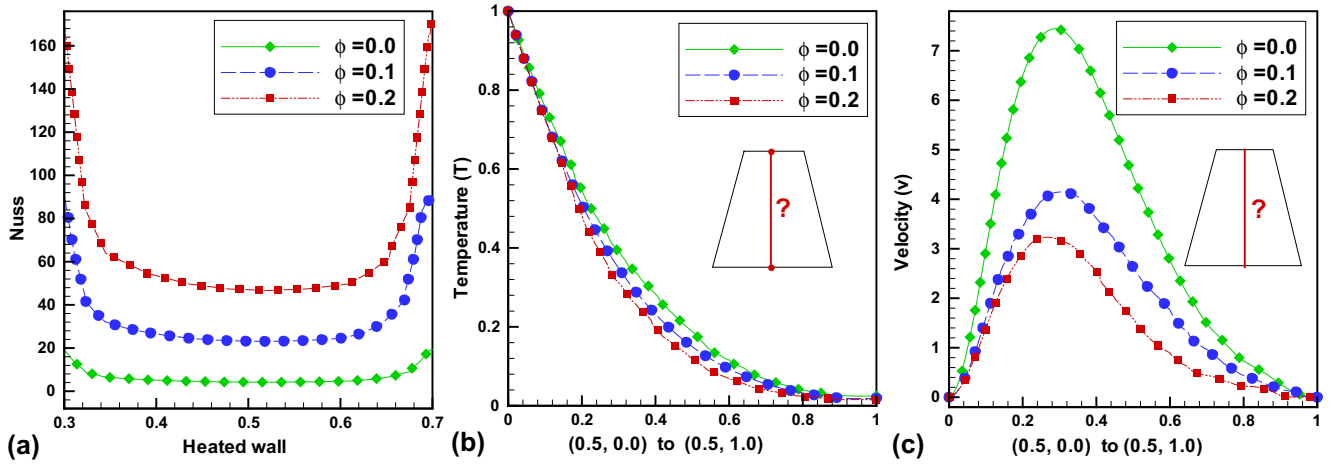 160
140
120
100
80
60
40
20
0
Nuss
ϕ =0.0
ϕ =0.1
ϕ =0.2
0.3 0.4 0.5 0.6 0.7
Heated wall
(a)
1
0.8
0.6
0.4
0.2
0
Temperature (T)
ϕ =0.0
ϕ =0.1
ϕ =0.2
?
0 0.2 0.4 0.6 0.8 1
(0.5, 0.0) to (0.5, 1.0)
(b)
7
6
5
4
3
2
1
0
Velocity (v)
ϕ =0.0
ϕ =0.1
ϕ =0.2
?
0 0.2 0.4 0.6 0.8 1
(0.5, 0.0) to (0.5, 1.0)
(c)